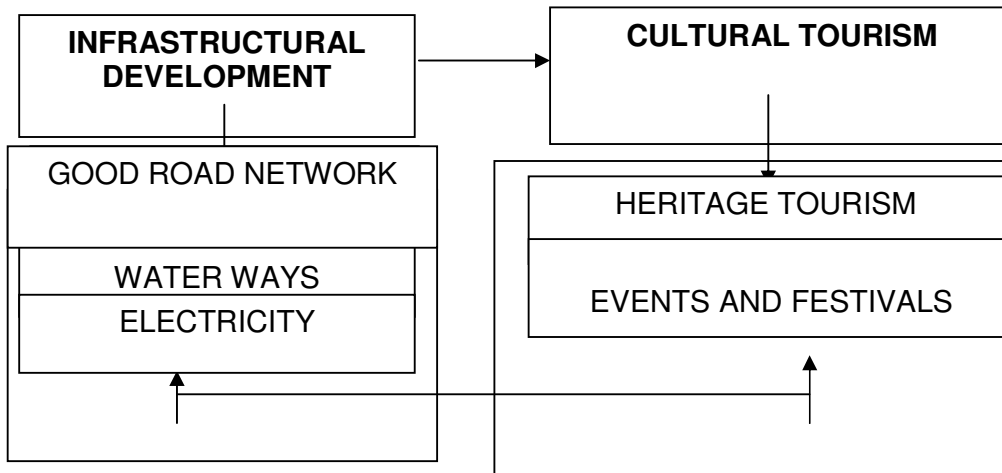 INFRASTRUCTURAL
DEVELOPMENT
CULTURAL TOURISM
GOOD ROAD NETWORK
WATER WAYS
ELECTRICITY
HERITAGE TOURISM
EVENTS AND FESTIVALS